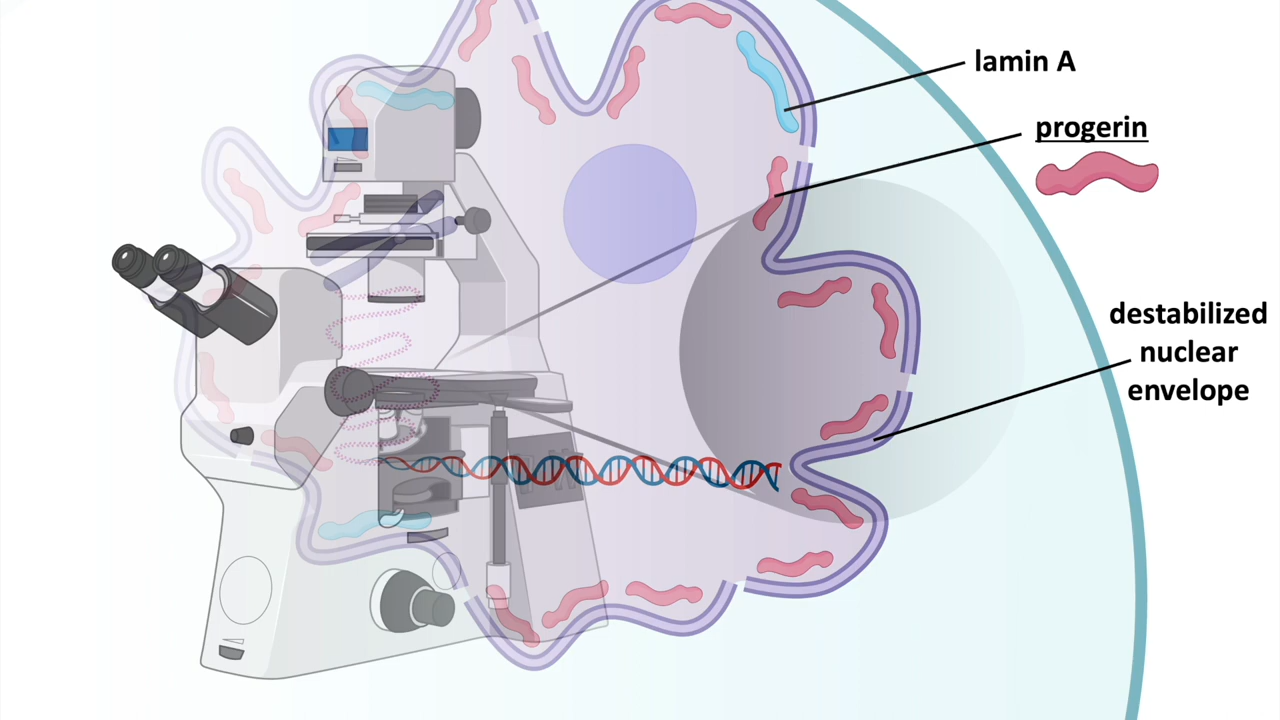 lamin A
progerin
destabilized
nuclear
envelope